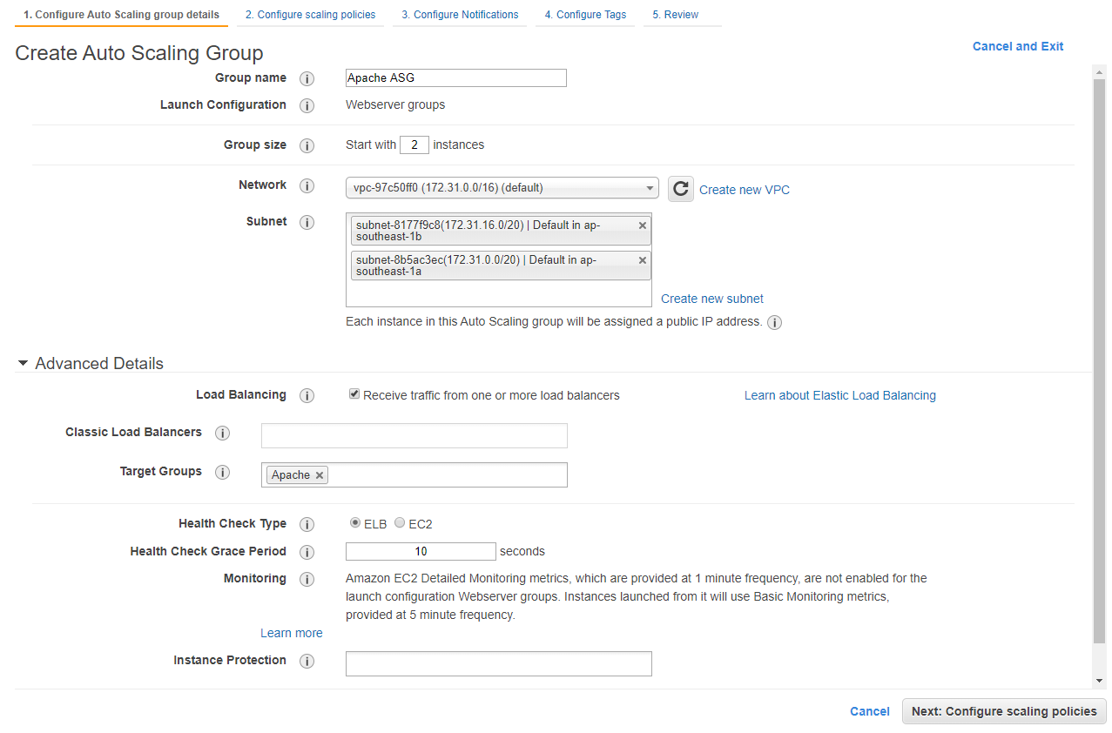 1. Configure Auto Scaling group details 2. Configure scaling policies 3. Configure Notifications 4. Configure Tags 5. Review
Create Auto Scaling Group
Cancel and Exit
Group name i Apache ASG
Launch Configuration i Webserver groups
Group size i Start with 2 instances
Network i vpc-97c50ff0 (172.31.0.0/16) (default) Create new VPC
Subnet i subnet-8177f9c8(172.31.16.0/20) | Default in ap-
southeast-1b ×
subnet-8b5ac3ec(172.31.0.0/20) | Default in ap-
southeast-1a ×
Create new subnet
Each instance in this Auto Scaling group will be assigned a public IP address. i
Advanced Details
Load Balancing i Receive traffic from one or more load balancers Learn about Elastic Load Balancing
Classic Load Balancers i
Target Groups i Apache ×
Health Check Type i ELB EC2
Health Check Grace Period i 10 seconds
Monitoring i Amazon EC2 Detailed Monitoring metrics, which are provided at 1 minute frequency, are not enabled for the
launch configuration Webserver groups. Instances launched from it will use Basic Monitoring metrics,
provided at 5 minute frequency.
Learn more
Instance Protection i
Cancel Next: Configure scaling policies